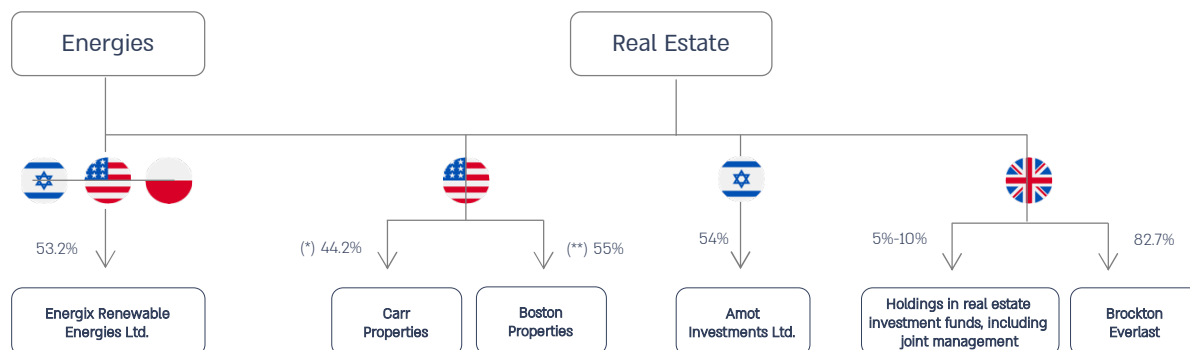 Energies
Real Estate
53.2%
(*) 44.2%
(**) 55%
54%
5%-10%
82.7%
Energix Renewable
Energies Ltd.
Carr
Properties
Boston
Properties
Amot
Investments Ltd.
Holdings in real estate
investment funds, including
joint management
Brockton
Everlast